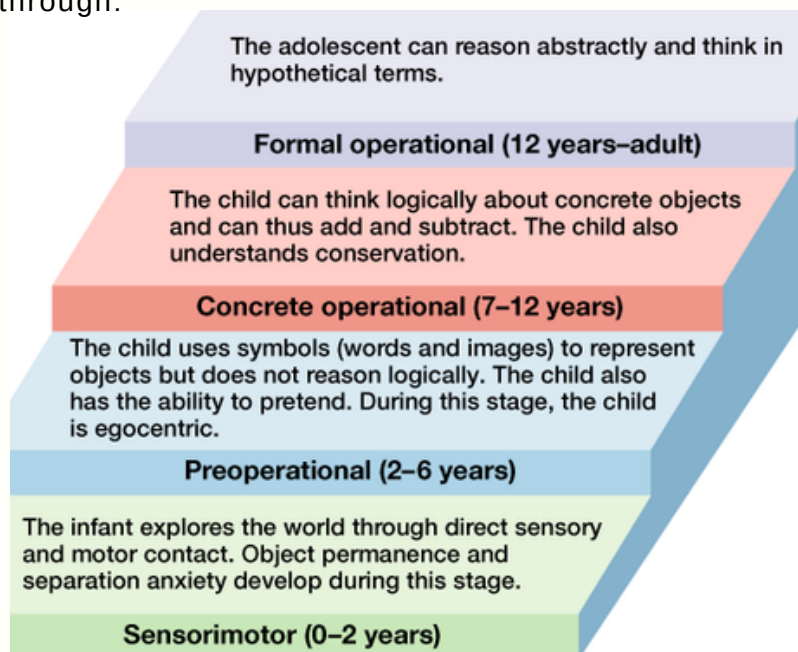 through.
The adolescent can reason abstractly and think in
hypothetical terms.
Formal operational (12 years–adult)
The child can think logically about concrete objects
and can thus add and subtract. The child also
understands conservation.
Concrete operational (7–12 years)
The child uses symbols (words and images) to represent
objects but does not reason logically. The child also
has the ability to pretend. During this stage, the child
is egocentric.
Preoperational (2–6 years)
The infant explores the world through direct sensory
and motor contact. Object permanence and
separation anxiety develop during this stage.
Sensorimotor (0–2 years)